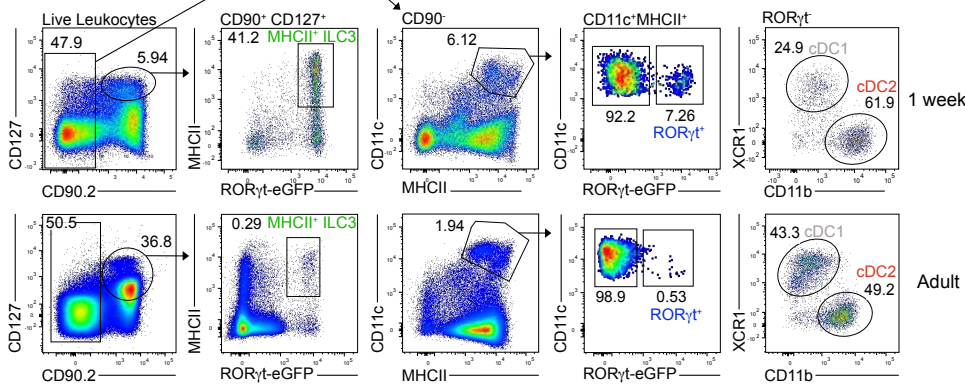 Live Leukocytes
CD90⁺ CD127⁺
CD90⁻
CD11c⁺MHCII⁺
RORγt⁻
47.9
5.94
41.2
MHCII⁺ ILC3
6.12
92.2
7.26
RORγt⁺
24.9
cDC1
cDC2
61.9
1 week
CD127
CD90.2
MHCII
RORγt-eGFP
CD11c
MHCII
CD11c
RORγt-eGFP
XCR1
CD11b
50.5
36.8
0.29
MHCII⁺ ILC3
1.94
98.9
0.53
RORγt⁺
43.3
cDC1
cDC2
49.2
Adult
CD127
CD90.2
MHCII
RORγt-eGFP
CD11c
MHCII
CD11c
RORγt-eGFP
XCR1
CD11b